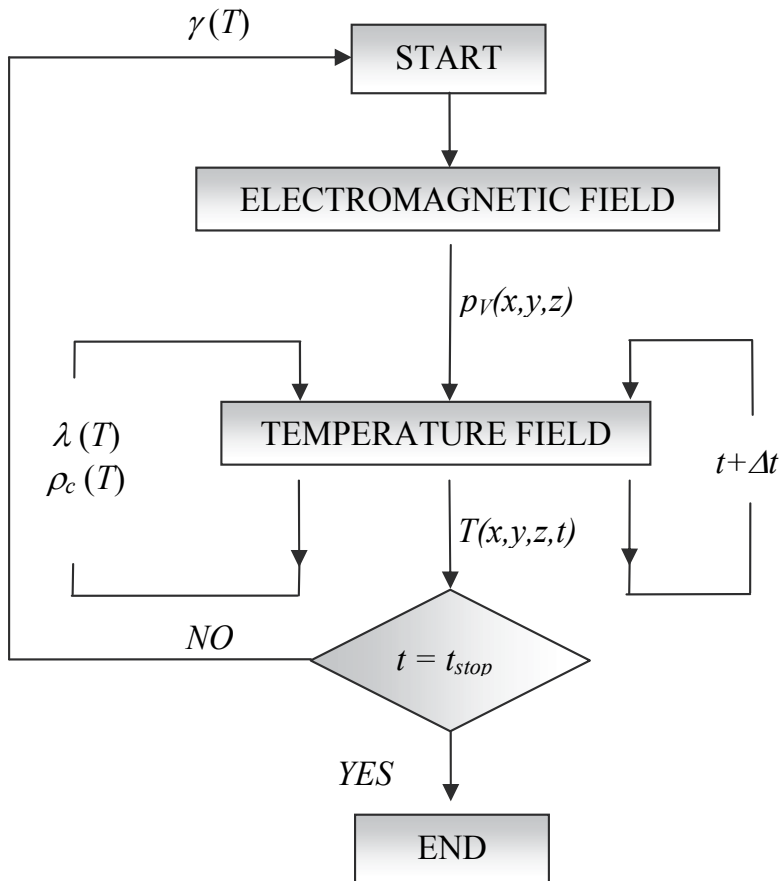 γ (T)
START
ELECTROMAGNETIC FIELD
p_V(x,y,z)
TEMPERATURE FIELD
λ (T)
ρ_c (T)
t+Δt
T(x,y,z,t)
NO
t = t_stop
YES
END